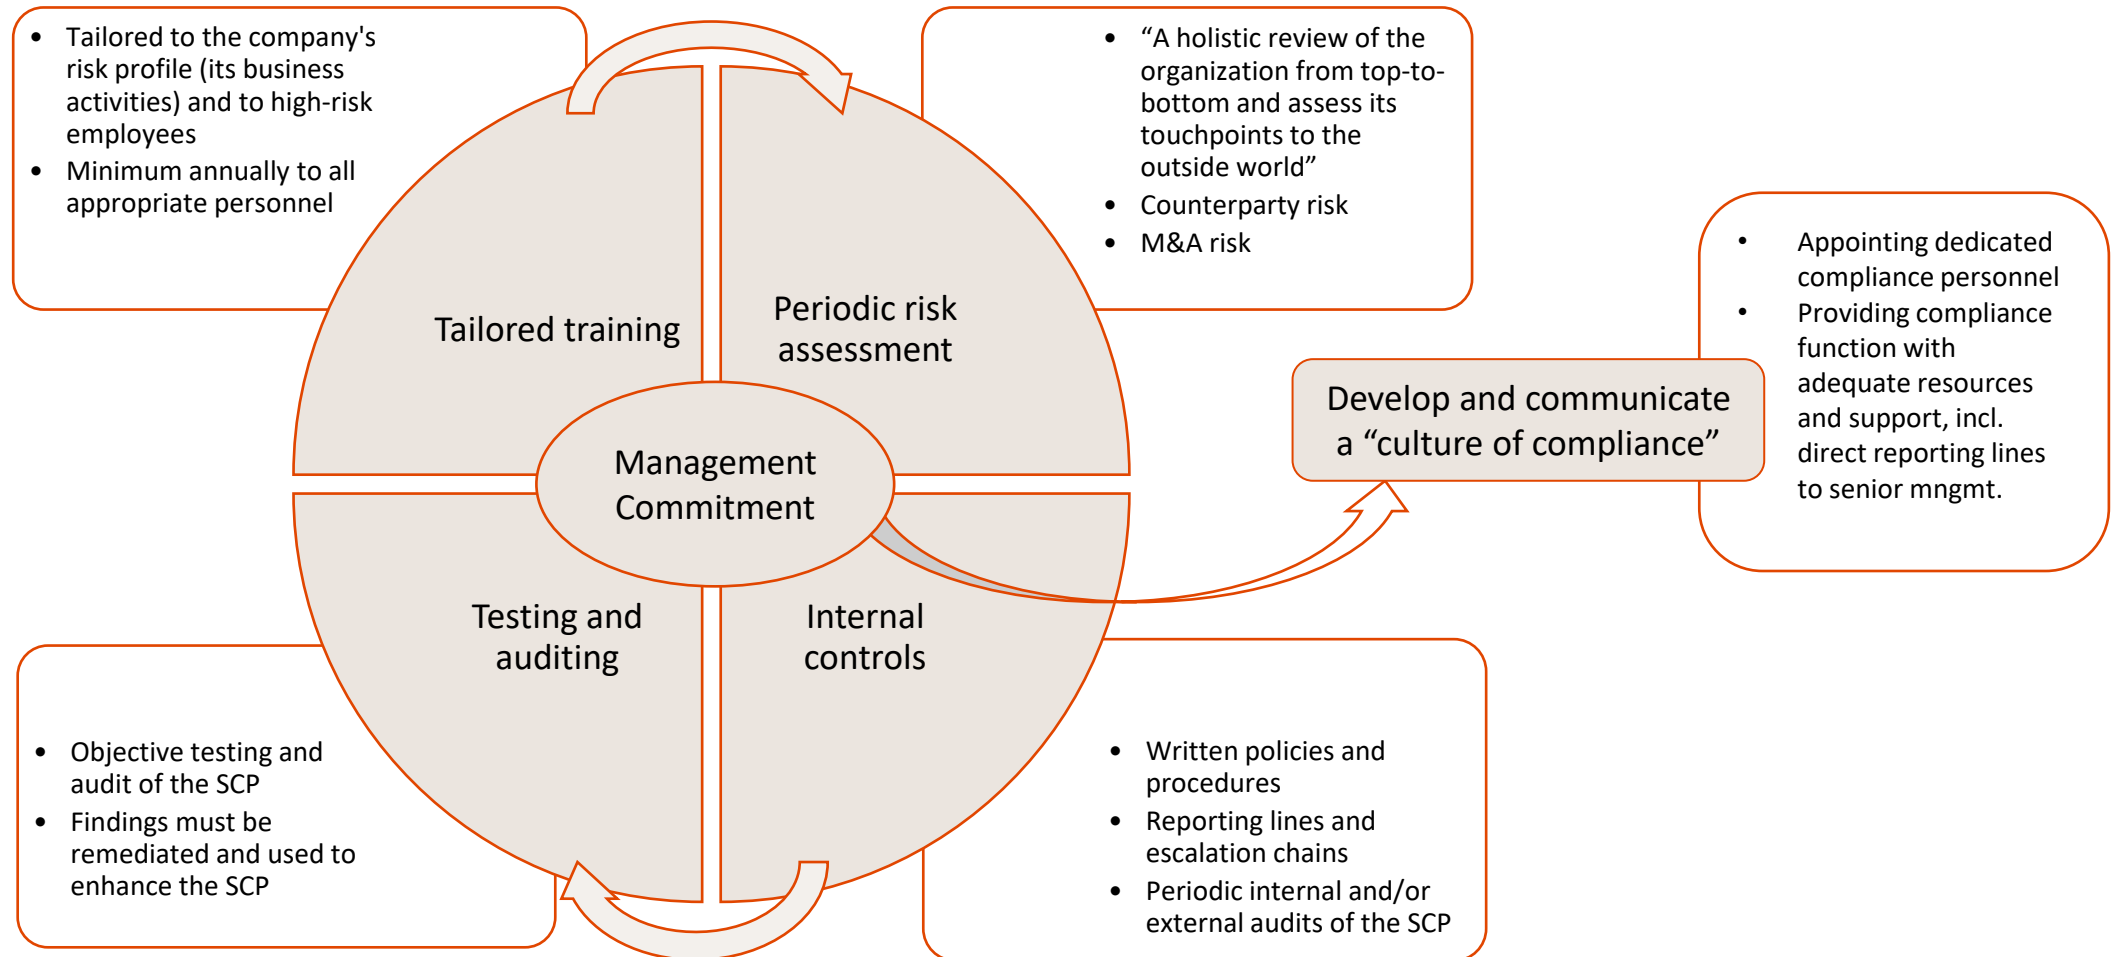 • Tailored to the company's
risk profile (its business
activities) and to high-risk
employees
• Minimum annually to all
appropriate personnel
• “A holistic review of the
organization from top-to-
bottom and assess its
touchpoints to the
outside world”
• Counterparty risk
• M&A risk
Tailored training
Periodic risk
assessment
Management
Commitment
Testing and
auditing
Internal
controls
Develop and communicate
a “culture of compliance”
• Appointing dedicated
compliance personnel
• Providing compliance
function with
adequate resources
and support, incl.
direct reporting lines
to senior mngmt.
• Objective testing and
audit of the SCP
• Findings must be
remediated and used to
enhance the SCP
• Written policies and
procedures
• Reporting lines and
escalation chains
• Periodic internal and/or
external audits of the SCP